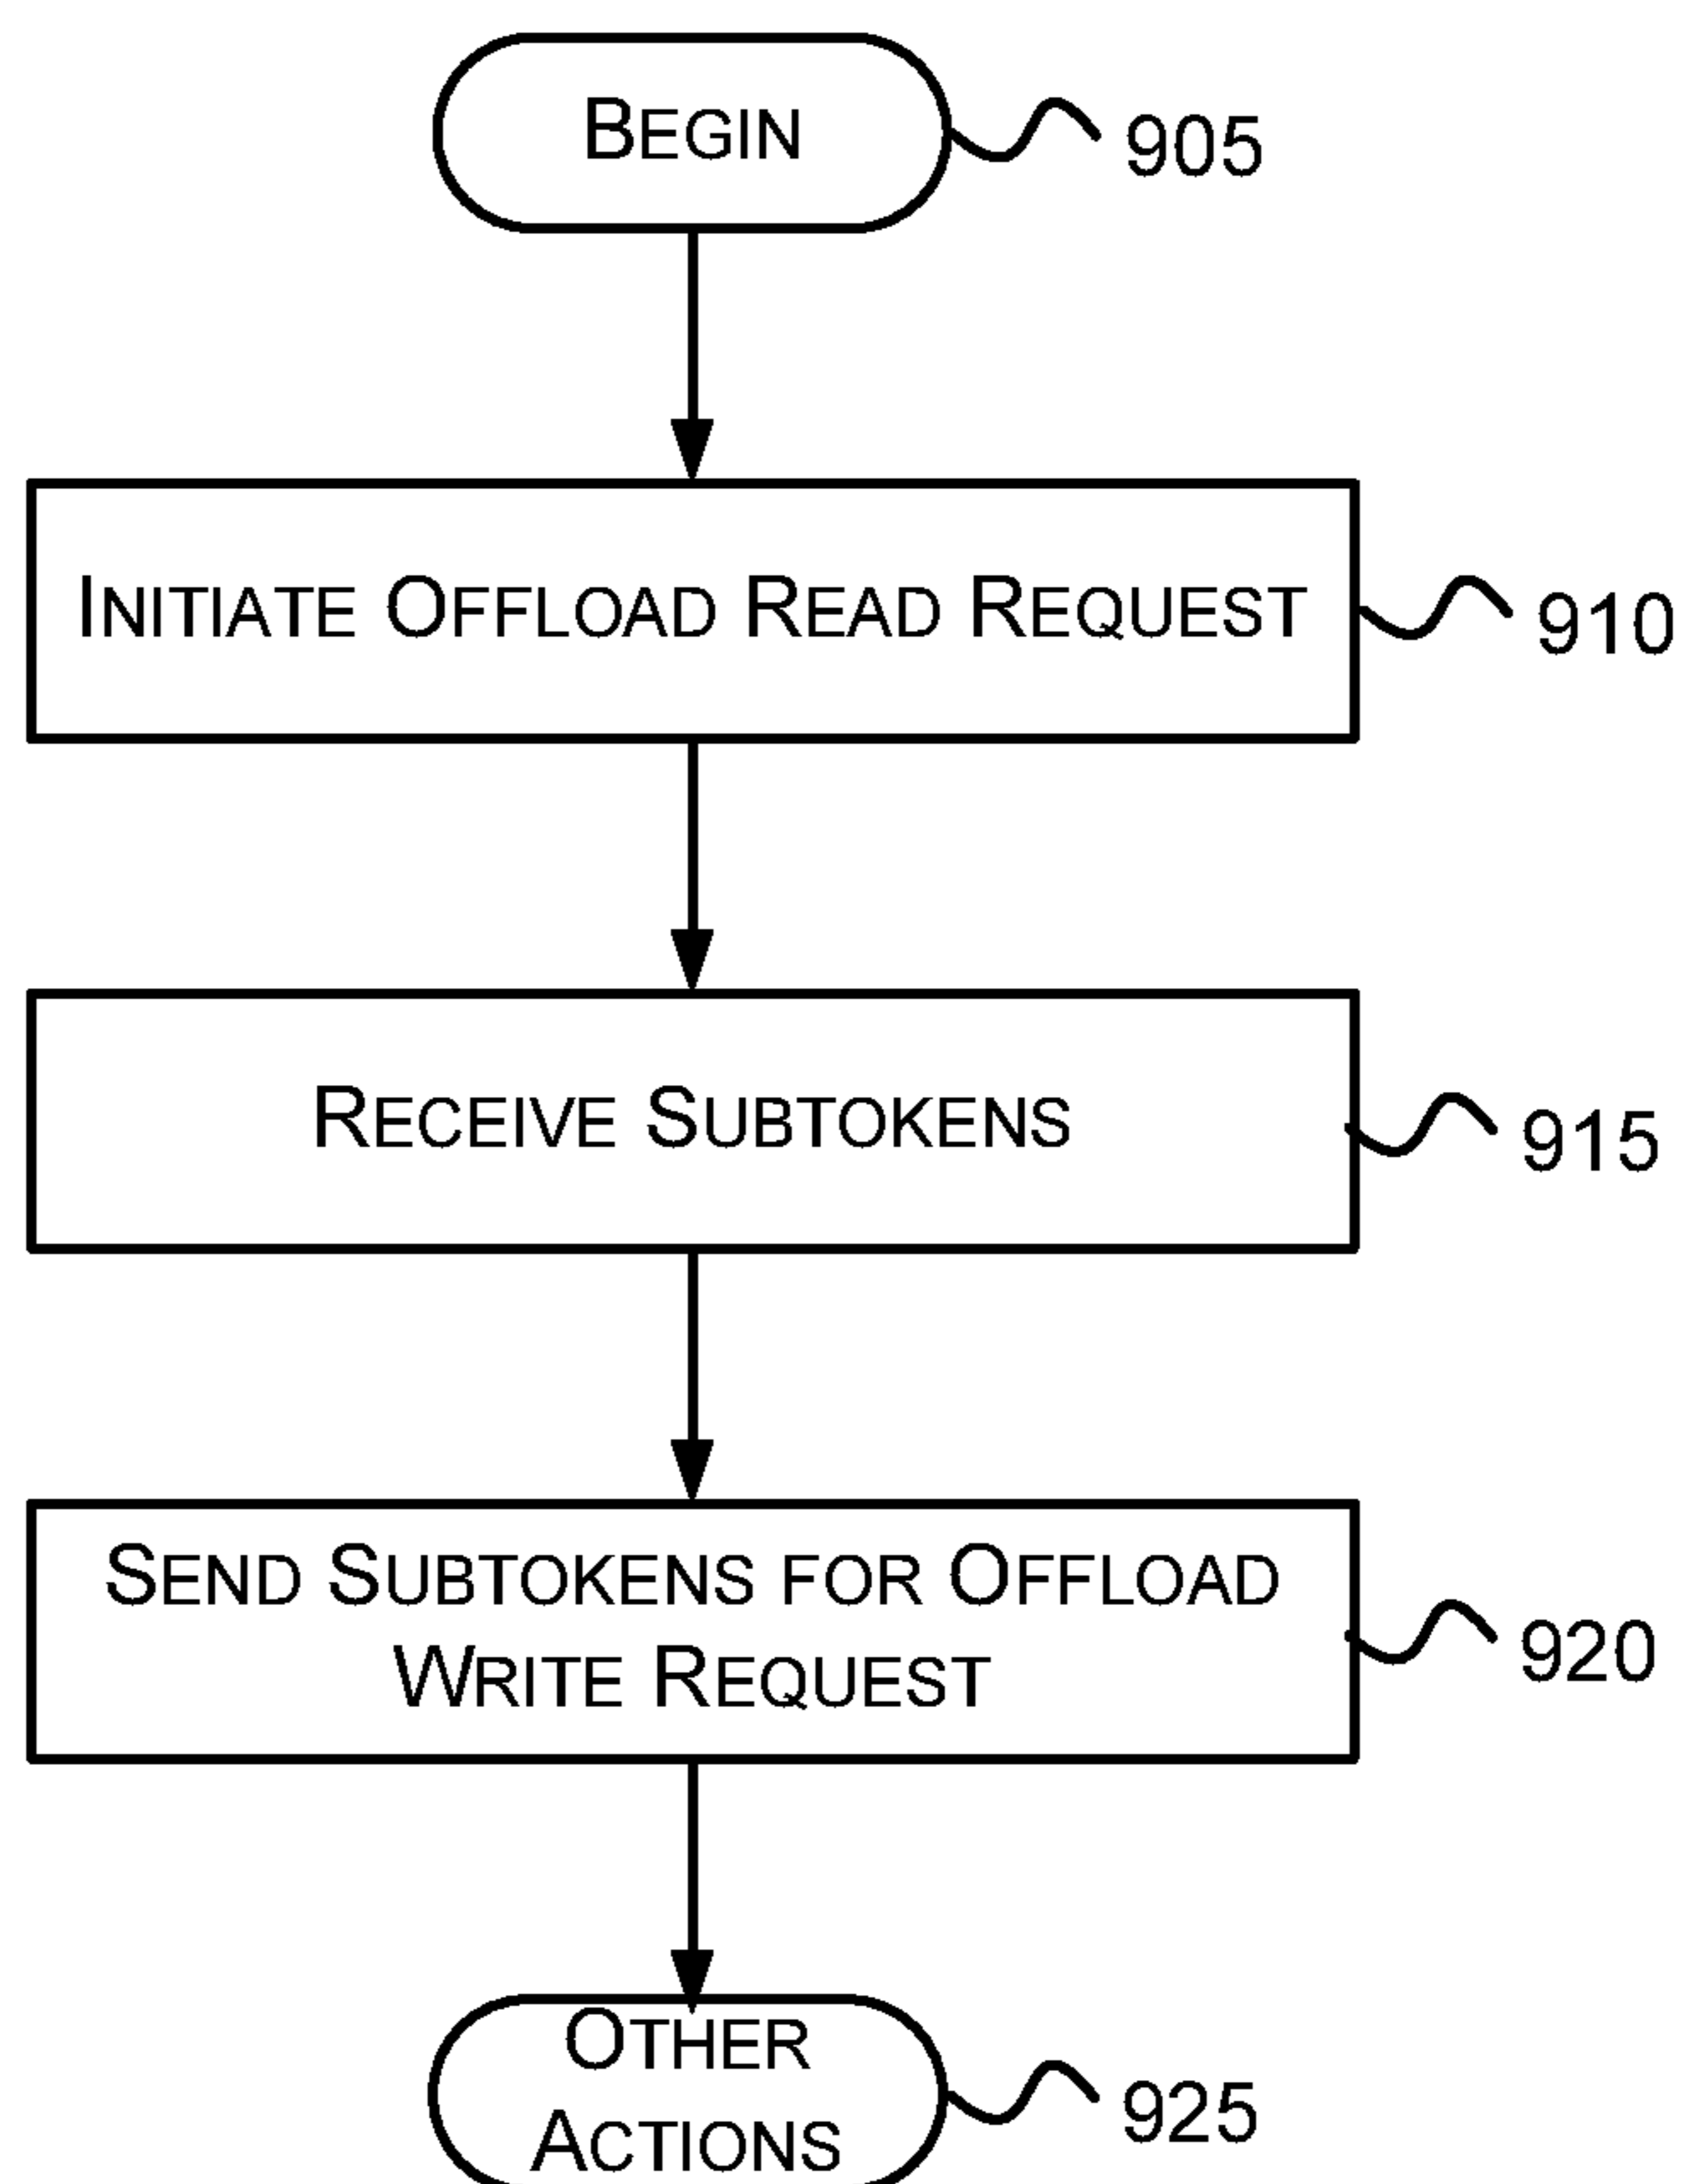 BEGIN
905
INITIATE OFFLOAD READ REQUEST
910
RECEIVE SUBTOKENS
915
SEND SUBTOKENS FOR OFFLOAD
WRITE REQUEST
920
OTHER
ACTIONS
925